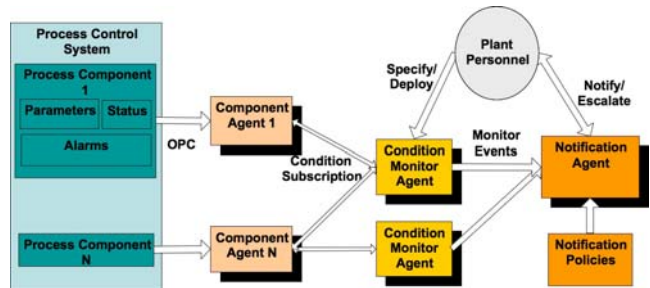 Process Control
System
Process Component
1
Parameters
Status
Alarms
Process Component
N
OPC
Component
Agent 1
Component
Agent N
Condition
Subscription
Specify/
Deploy
Plant
Personnel
Notify/
Escalate
Condition
Monitor
Agent
Monitor
Events
Notification
Agent
Condition
Monitor
Agent
Notification
Policies